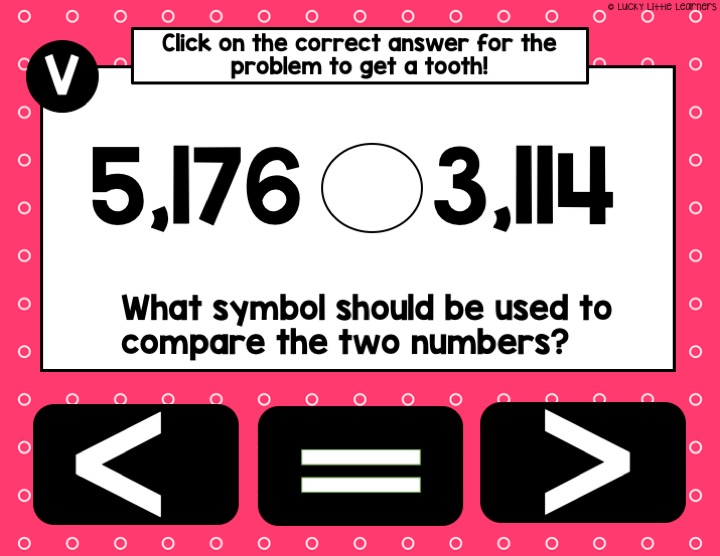 © Lucky Little Learners
Click on the correct answer for the
problem to get a tooth!
V
5,176 3,114
What symbol should be used to
compare the two numbers?
< = >